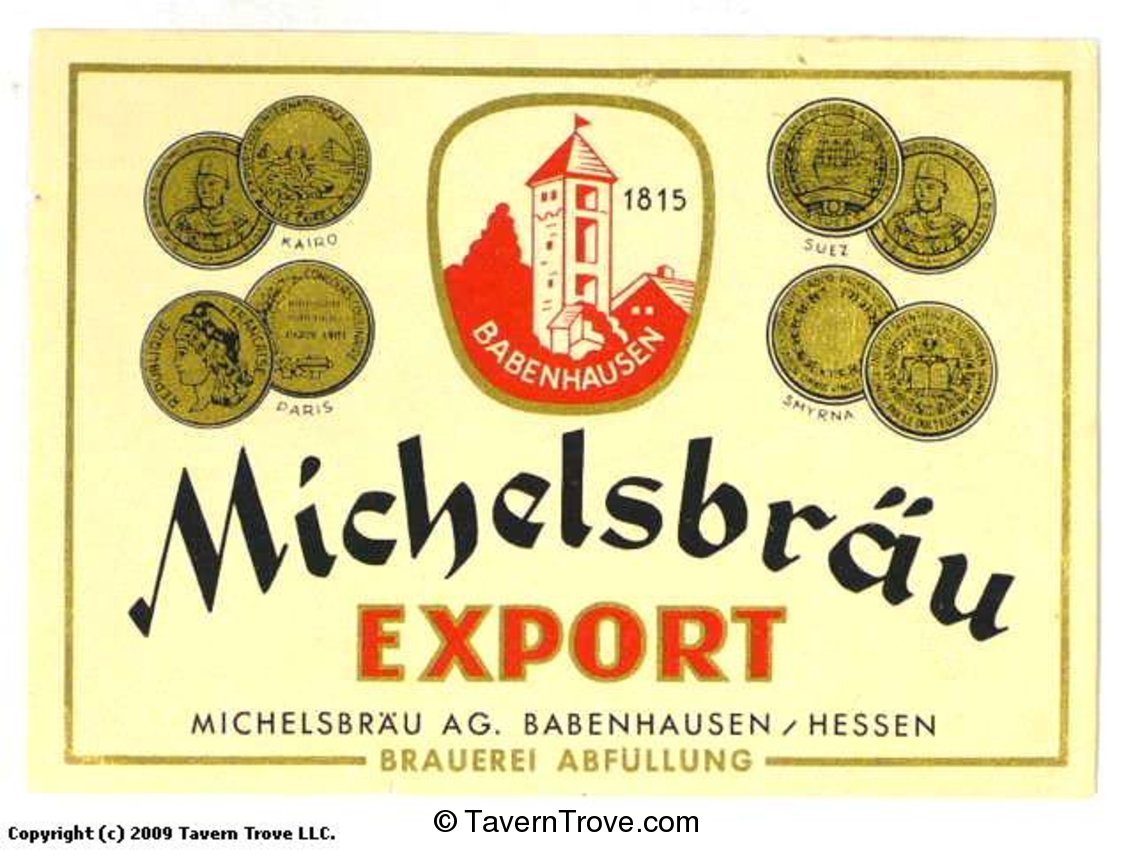 1815
KAIRO
SUEZ
BABENHAUSEN
REPUBLIQUE FRANCAISE
PARIS
SMYRNA
Michelsbräu
EXPORT
MICHELSBRÄU AG. BABENHAUSEN / HESSEN
BRAUEREI ABFÜLLUNG
© TavernTrove.com
Copyright (c) 2009 Tavern Trove LLC.